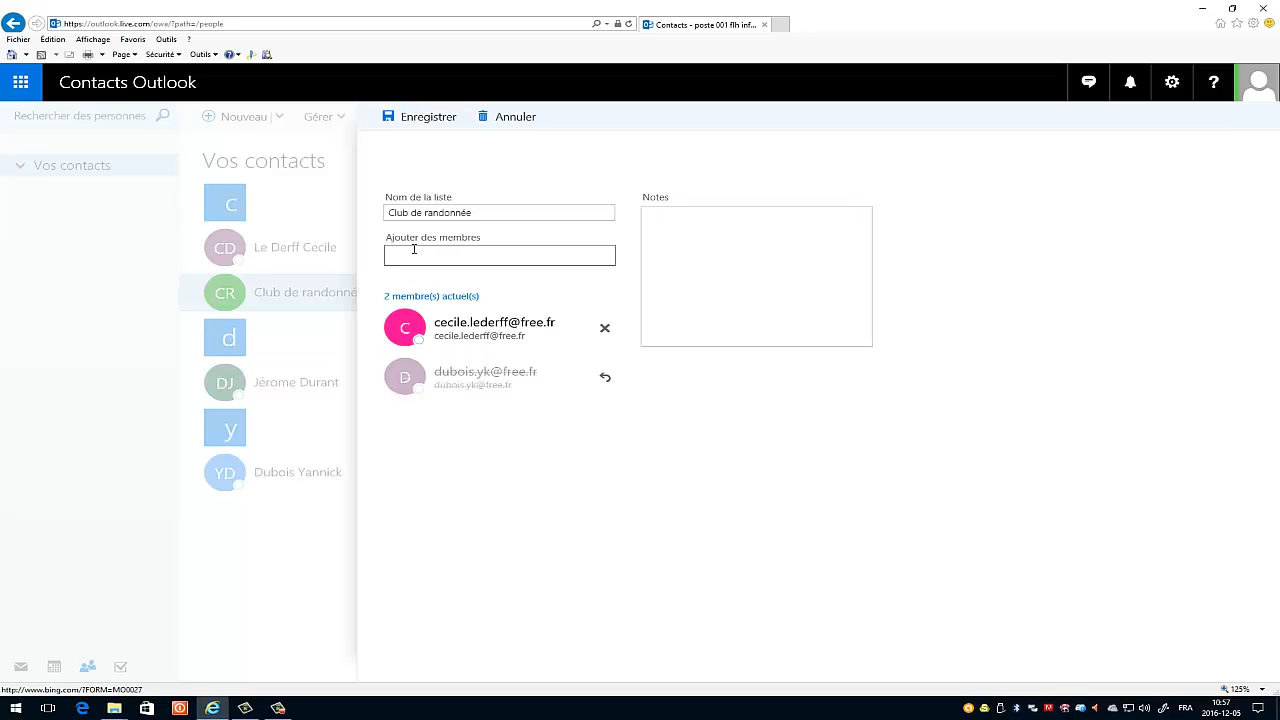 https://outlook.live.com/owa/?path=/people
Contacts - poste 001 flh inf...
Fichier Édition Affichage Favoris Outils ?
Page Sécurité Outils
Contacts Outlook
?
Rechercher des personnes
Nouveau
Gérer
Enregistrer
Annuler
Vos contacts
Vos contacts
c
CD
Le Derff Cecile
CR
Club de randonné
d
DJ
Jérome Durant
y
YD
Dubois Yannick
Nom de la liste
Club de randonnée
Ajouter des membres
2 membre(s) actuel(s)
C
cecile.lederff@free.fr
cecile.lederff@free.fr
D
dubois.yk@free.fr
dubois.yk@free.fr
Notes
http://www.bing.com/?FORM=MO0027
125%
FRA
10:57
2016-12-05